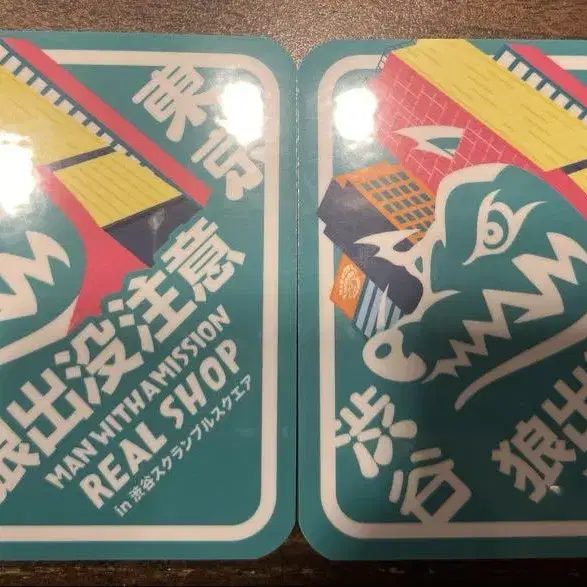 東京
狼出没注意
MAN WITH A MISSION
REAL SHOP
in 渋谷スクランブルスクエア
渋谷
狼出